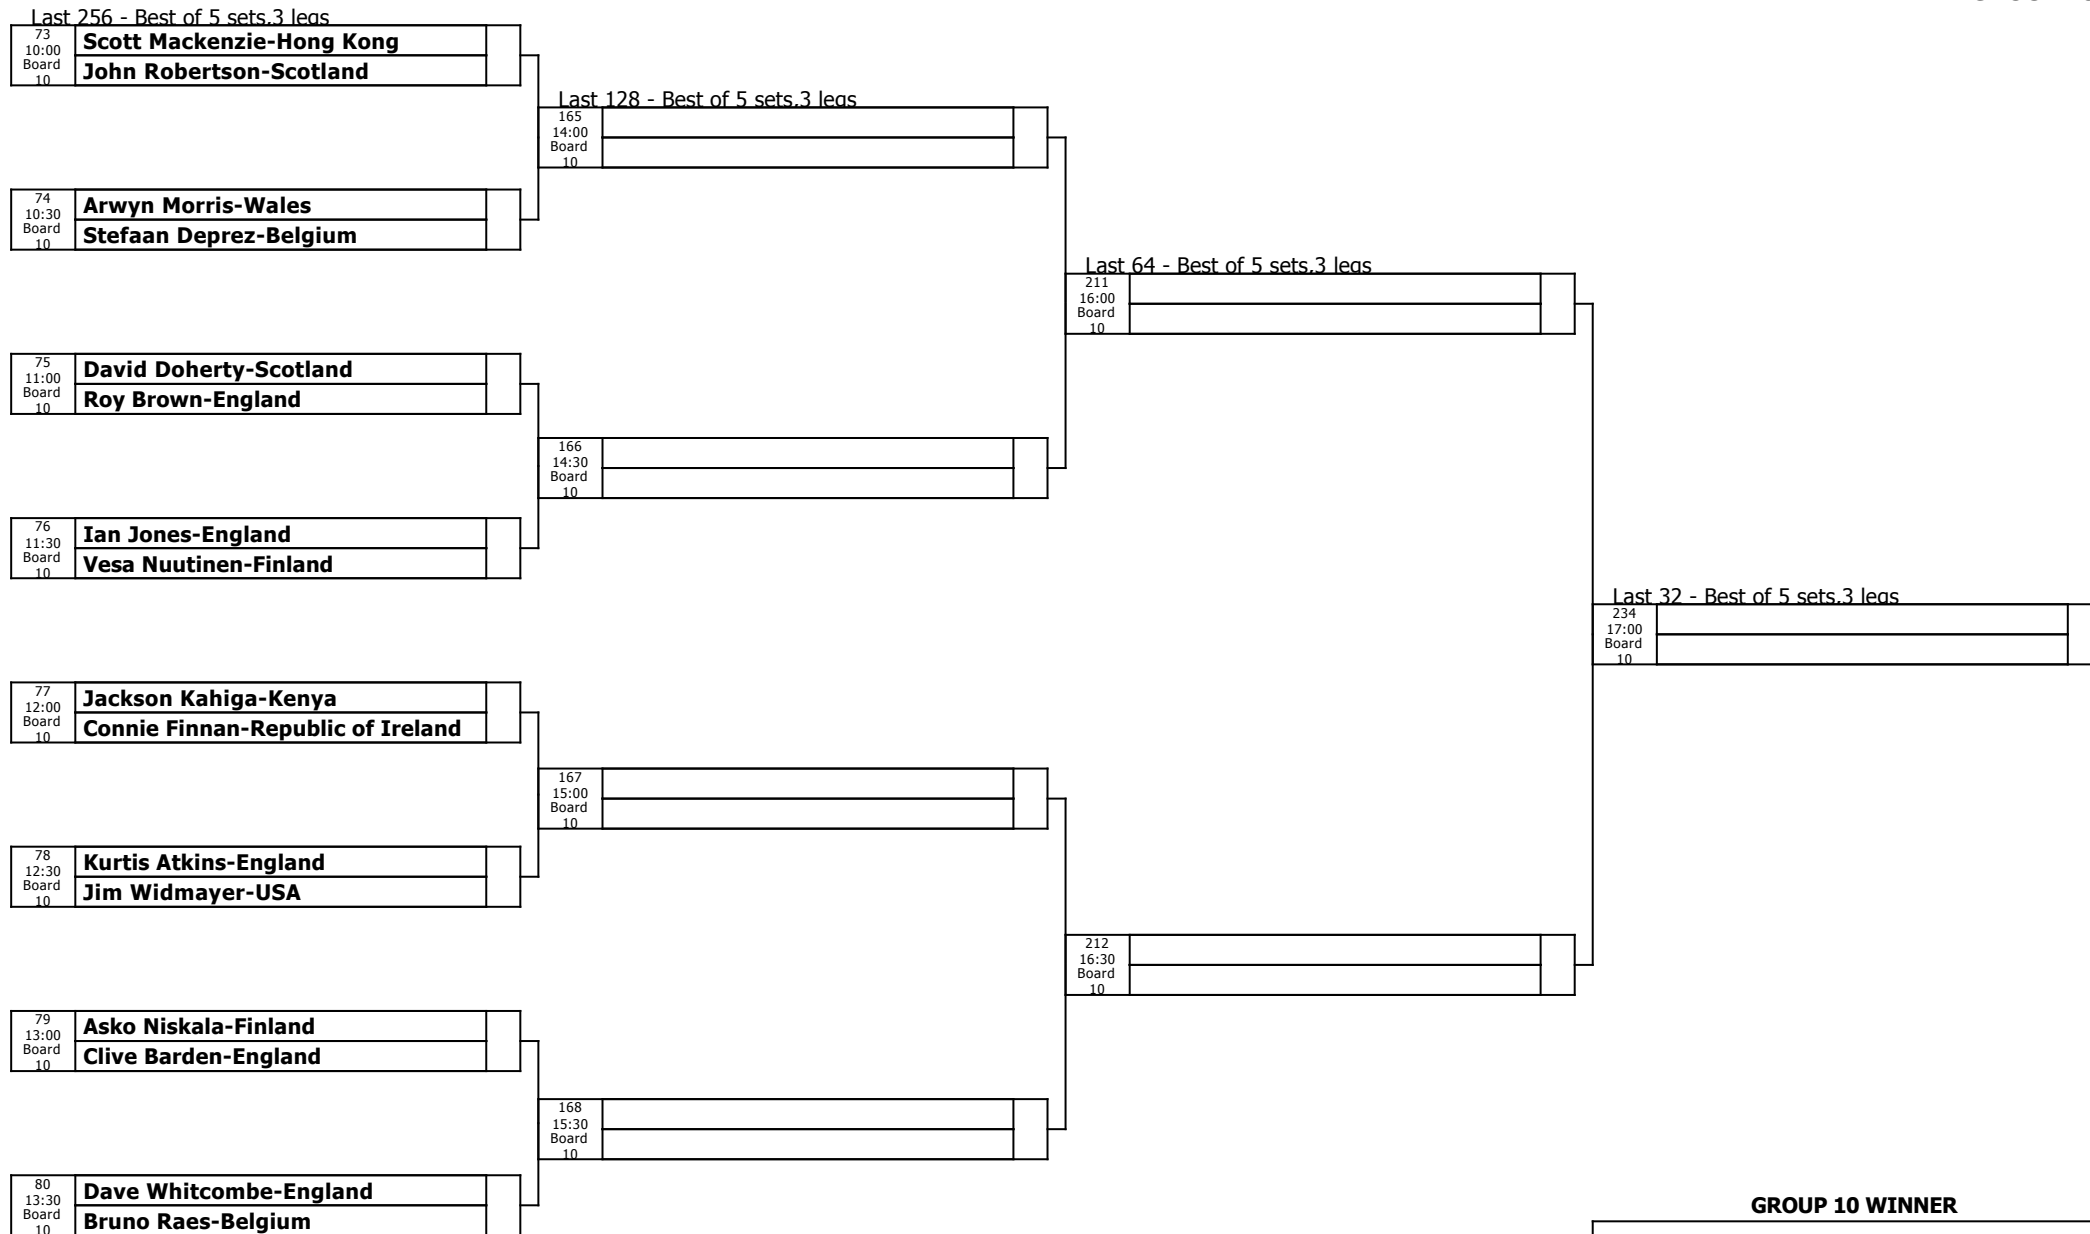 Last 256 - Best of 5 sets,3 legs
73
10:00
Board
10
Scott Mackenzie-Hong Kong
John Robertson-Scotland
Last 128 - Best of 5 sets,3 legs
165
14:00
Board
10
74
10:30
Board
10
Arwyn Morris-Wales
Stefaan Deprez-Belgium
Last 64 - Best of 5 sets,3 legs
211
16:00
Board
10
75
11:00
Board
10
David Doherty-Scotland
Roy Brown-England
166
14:30
Board
10
76
11:30
Board
10
Ian Jones-England
Vesa Nuutinen-Finland
Last 32 - Best of 5 sets,3 legs
234
17:00
Board
10
77
12:00
Board
10
Jackson Kahiga-Kenya
Connie Finnan-Republic of Ireland
167
15:00
Board
10
78
12:30
Board
10
Kurtis Atkins-England
Jim Widmayer-USA
212
16:30
Board
10
79
13:00
Board
10
Asko Niskala-Finland
Clive Barden-England
168
15:30
Board
10
80
13:30
Board
10
Dave Whitcombe-England
Bruno Raes-Belgium
GROUP 10 WINNER